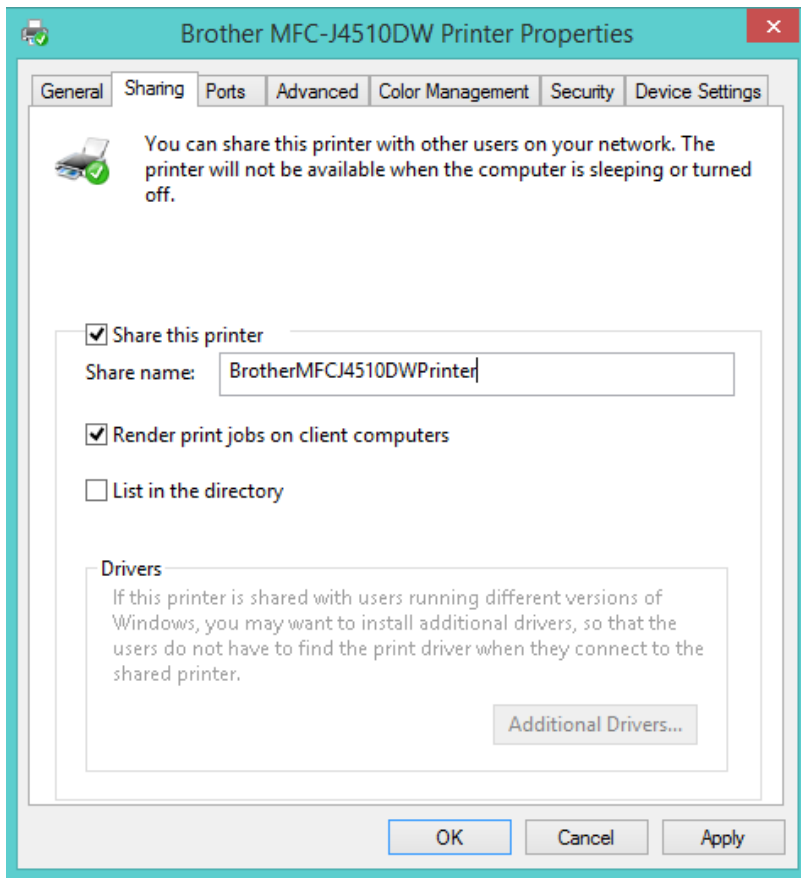 Brother MFC-J4510DW Printer Properties
General Sharing Ports Advanced Color Management Security Device Settings
You can share this printer with other users on your network. The
printer will not be available when the computer is sleeping or turned
off.
Share this printer
Share name: BrotherMFCJ4510DWPrinter
Render print jobs on client computers
List in the directory
Drivers
If this printer is shared with users running different versions of
Windows, you may want to install additional drivers, so that the
users do not have to find the print driver when they connect to the
shared printer.
Additional Drivers...
OK Cancel Apply